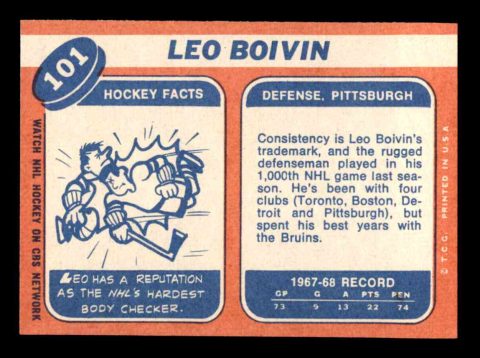 101
LEO BOIVIN
WATCH NHL HOCKEY ON CBS NETWORK
HOCKEY FACTS
LEO HAS A REPUTATION
AS THE NHL'S HARDEST
BODY CHECKER.
DEFENSE, PITTSBURGH
Consistency is Leo Boivin's
trademark, and the rugged
defenseman played in his
1,000th NHL game last sea-
son. He's been with four
clubs (Toronto, Boston, De-
troit and Pittsburgh), but
spent his best years with
the Bruins.
1967-68 RECORD
GP G A PTS PEN
73 9 13 22 74
© T.C.G. PRINTED IN U.S.A